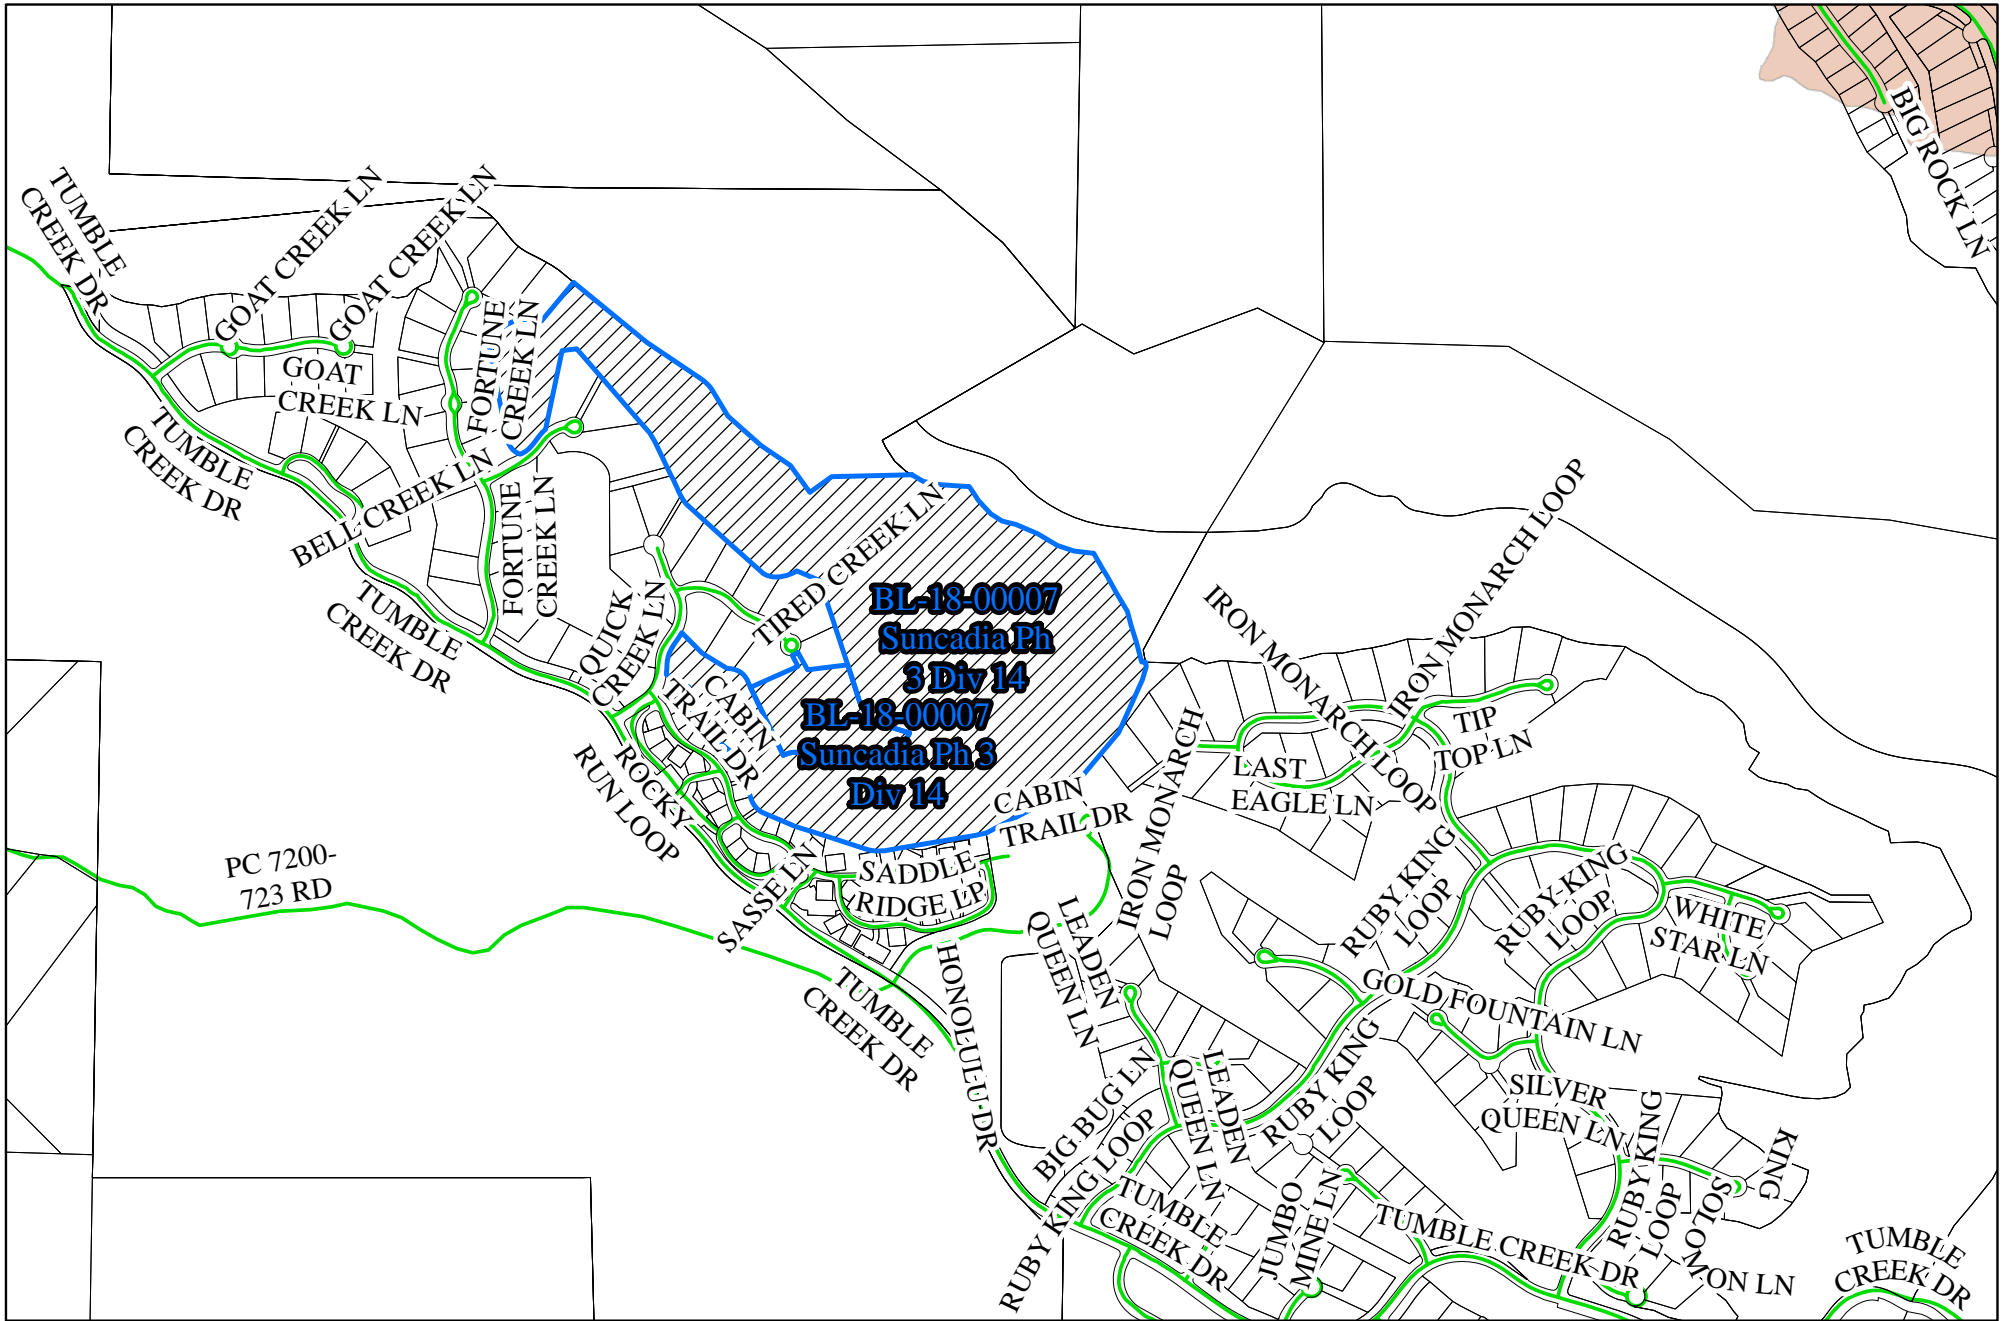 BIG ROCK LN
TUMBLE
CREEK DR
GOAT CREEK LN
GOAT CREEK LN
FORTUNE
CREEK LN
GOAT
CREEK LN
TUMBLE
CREEK DR
BELL CREEK LN
FORTUNE
CREEK LN
TUMBLE
CREEK DR
QUICK
CREEK LN
TIRED CREEK LN
BL-18-00007
Suncadia Ph
3 Div 14
BL-18-00007
Suncadia Ph 3
Div 14
CABIN
TRAIL DR
ROCKY
RUN LOOP
CABIN
TRAIL DR
IRON MONARCH LOOP
IRON MONARCH LOOP
IRON MONARCH
LOOP
TIP
TOP LN
LAST
EAGLE LN
PC 7200-
723 RD
SASSE LN
SADDLE
RIDGE LP
LEADEN
QUEEN LN
RUBY KING
LOOP
RUBY KING
LOOP
WHITE
STAR LN
TUMBLE
CREEK DR
HONOLULU DR
GOLD FOUNTAIN LN
BIG BUG LN
LEADEN
QUEEN LN
RUBY KING
LOOP
SILVER
QUEEN LN
RUBY KING
LOOP
KING
SOLOMON LN
RUBY KING LOOP
TUMBLE
CREEK DR
JUMBO
MINE LN
TUMBLE CREEK DR
TUMBLE
CREEK DR